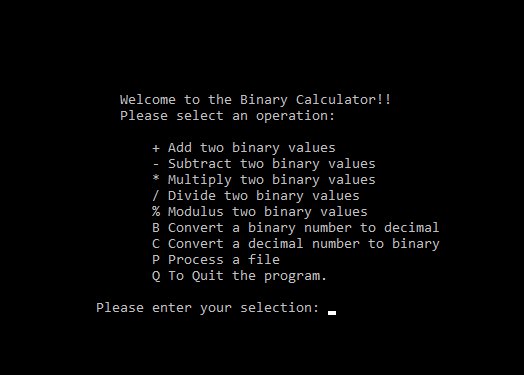 Welcome to the Binary Calculator!!
Please select an operation:
+ Add two binary values
- Subtract two binary values
* Multiply two binary values
/ Divide two binary values
% Modulus two binary values
B Convert a binary number to decimal
C Convert a decimal number to binary
P Process a file
Q To Quit the program.
Please enter your selection: